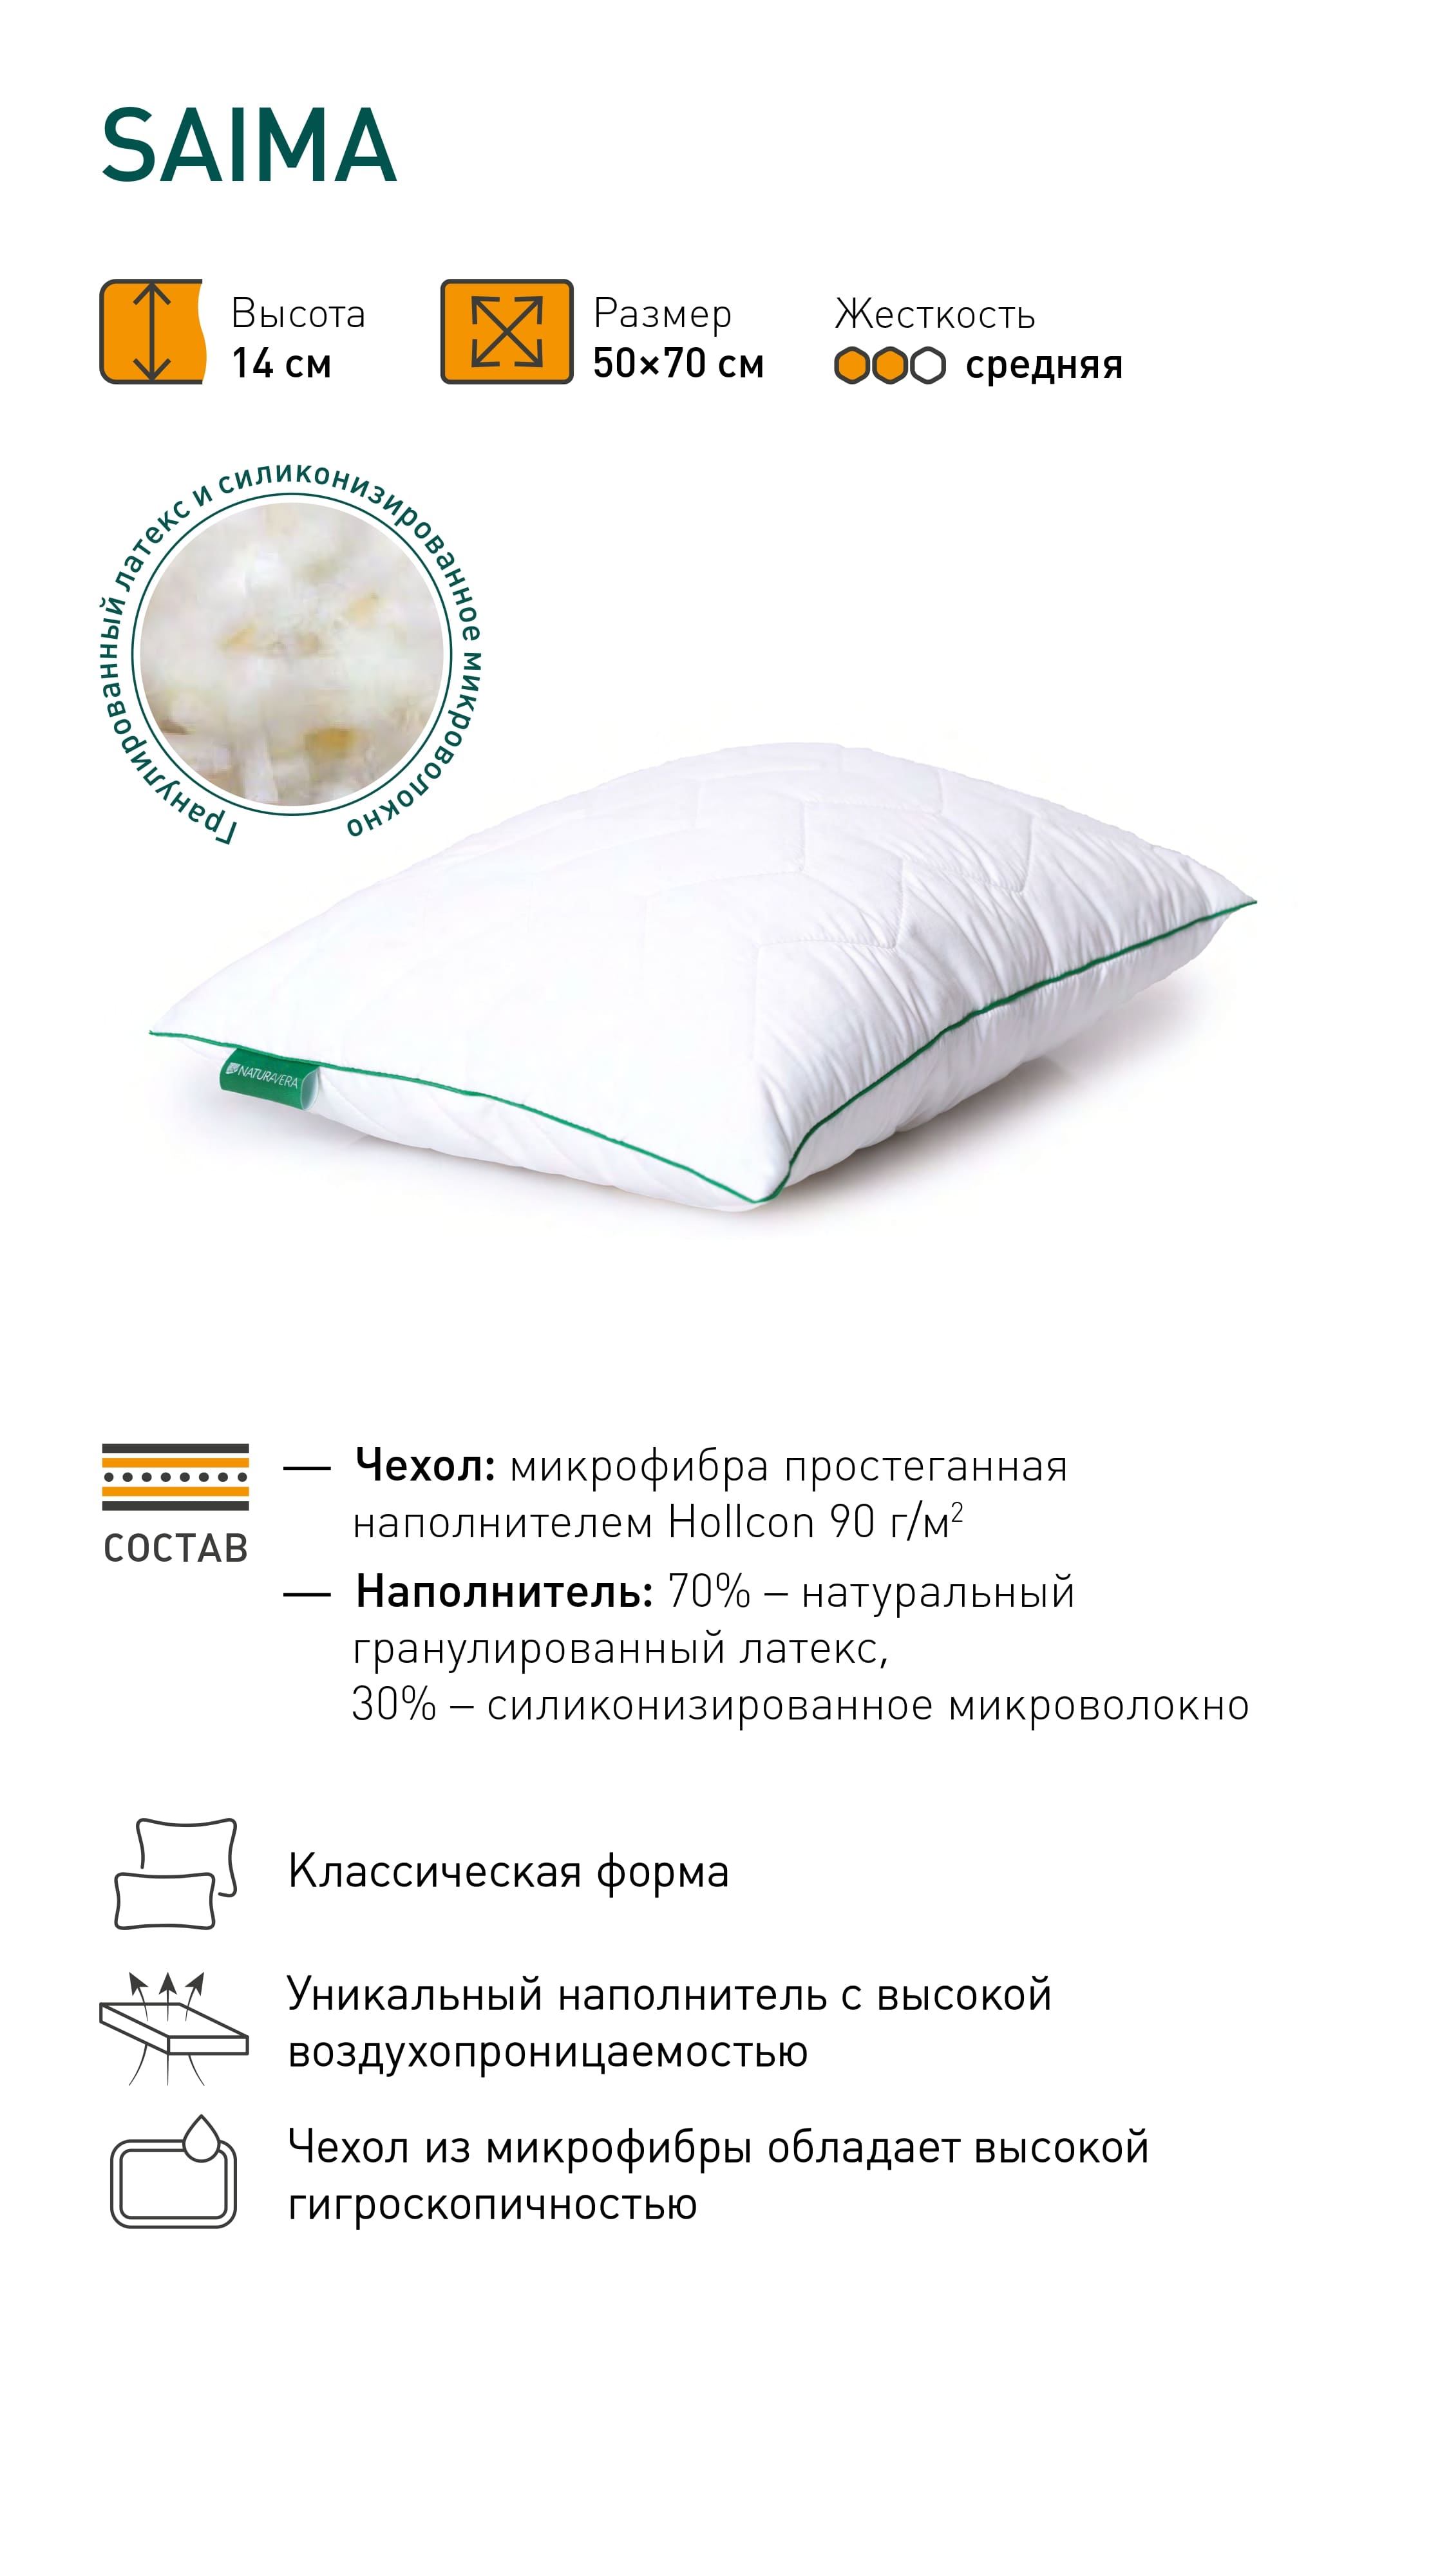 SAIMA
Высота
14 см
Размер
50×70 см
Жесткость
средняя
Гранулированный латекс и силиконизированное микроволокно
NATURAVERA
СОСТАВ
— Чехол: микрофибра простеганная
наполнителем Hollcon 90 г/м²
— Наполнитель: 70% – натуральный
гранулированный латекс,
30% – силиконизированное микроволокно
Классическая форма
Уникальный наполнитель с высокой
воздухопроницаемостью
Чехол из микрофибры обладает высокой
гигроскопичностью